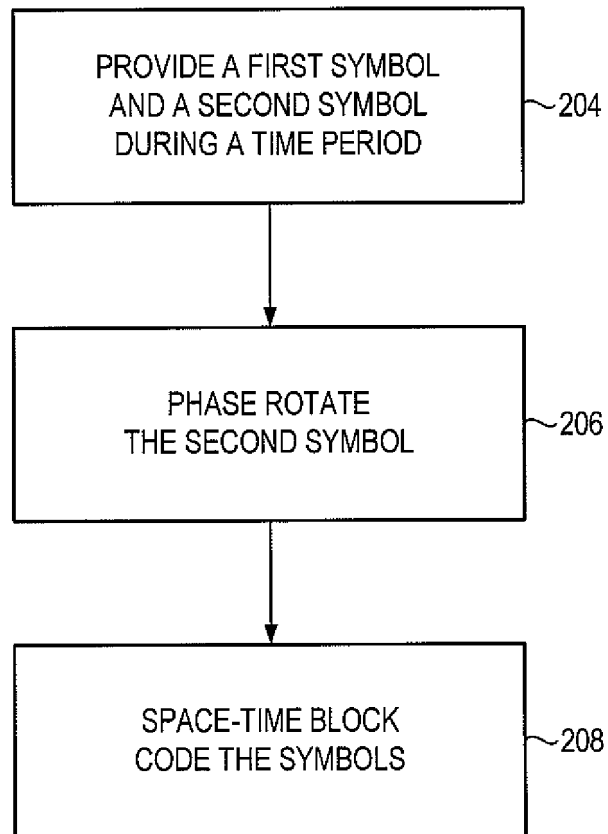 PROVIDE A FIRST SYMBOL
AND A SECOND SYMBOL
DURING A TIME PERIOD
204
PHASE ROTATE
THE SECOND SYMBOL
206
SPACE-TIME BLOCK
CODE THE SYMBOLS
208